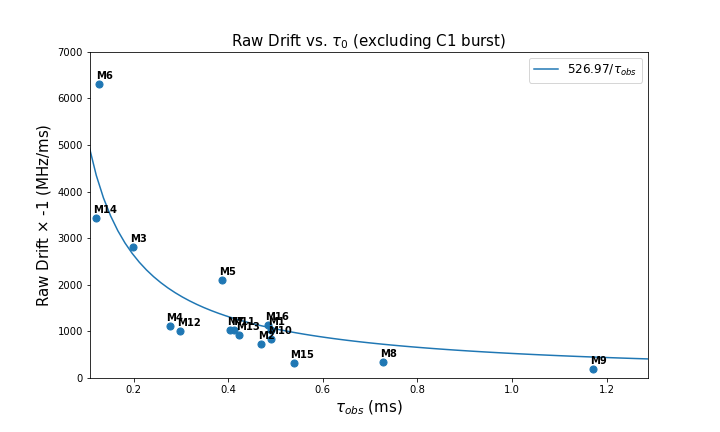 Raw Drift vs. τ₀ (excluding C1 burst)
7000
6000
5000
4000
3000
2000
1000
0
Raw Drift × -1 (MHz/ms)
526.97/τ_obs
M6
M14
M3
M5
M4
M12
M11
M13
M16
M1
M10
M2
M15
M8
M9
0.2
0.4
0.6
0.8
1.0
1.2
τ_obs (ms)